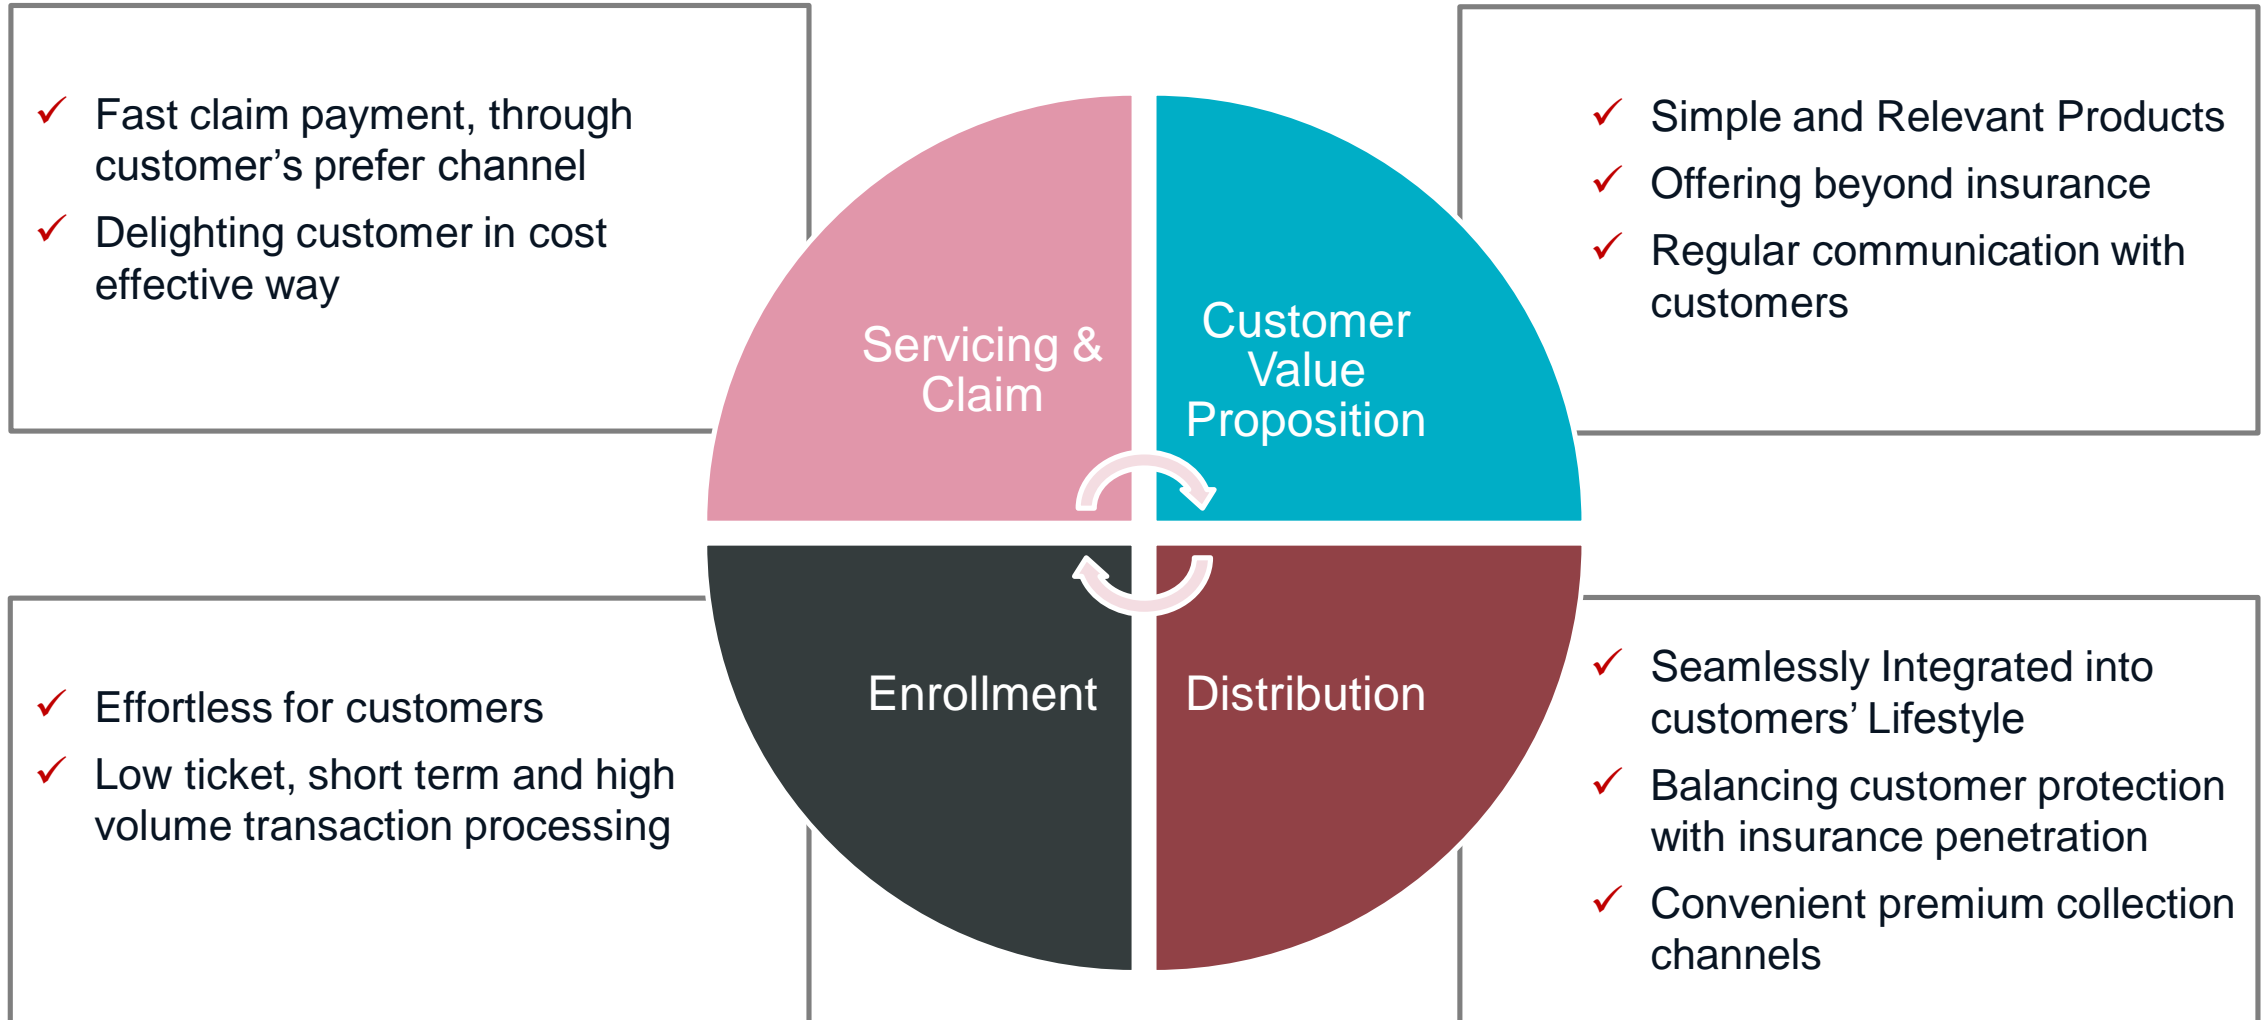 Fast claim payment, through
customer’s prefer channel
Delighting customer in cost
effective way
Servicing &
Claim
Customer
Value
Proposition
Simple and Relevant Products
Offering beyond insurance
Regular communication with
customers
Effortless for customers
Low ticket, short term and high
volume transaction processing
Enrollment
Distribution
Seamlessly Integrated into
customers’ Lifestyle
Balancing customer protection
with insurance penetration
Convenient premium collection
channels